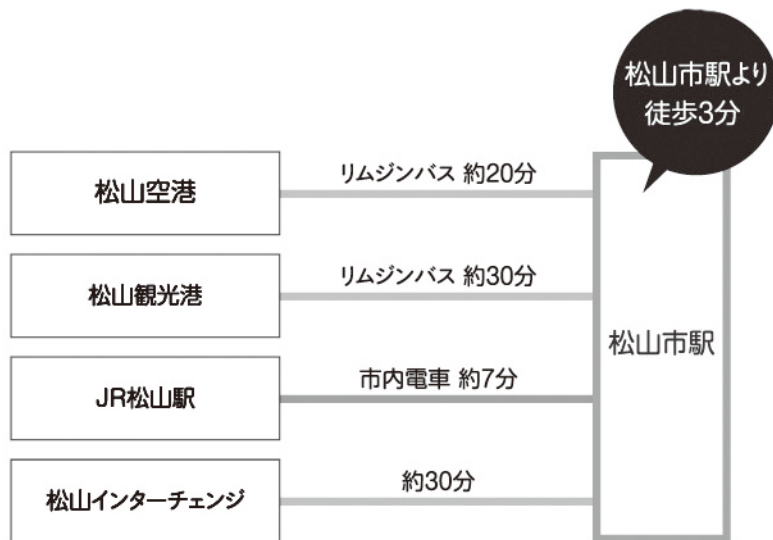 松山市駅より
徒歩3分
松山空港
リムジンバス 約20分
松山観光港
リムジンバス 約30分
松山市駅
JR松山駅
市内電車 約7分
松山インターチェンジ
約30分